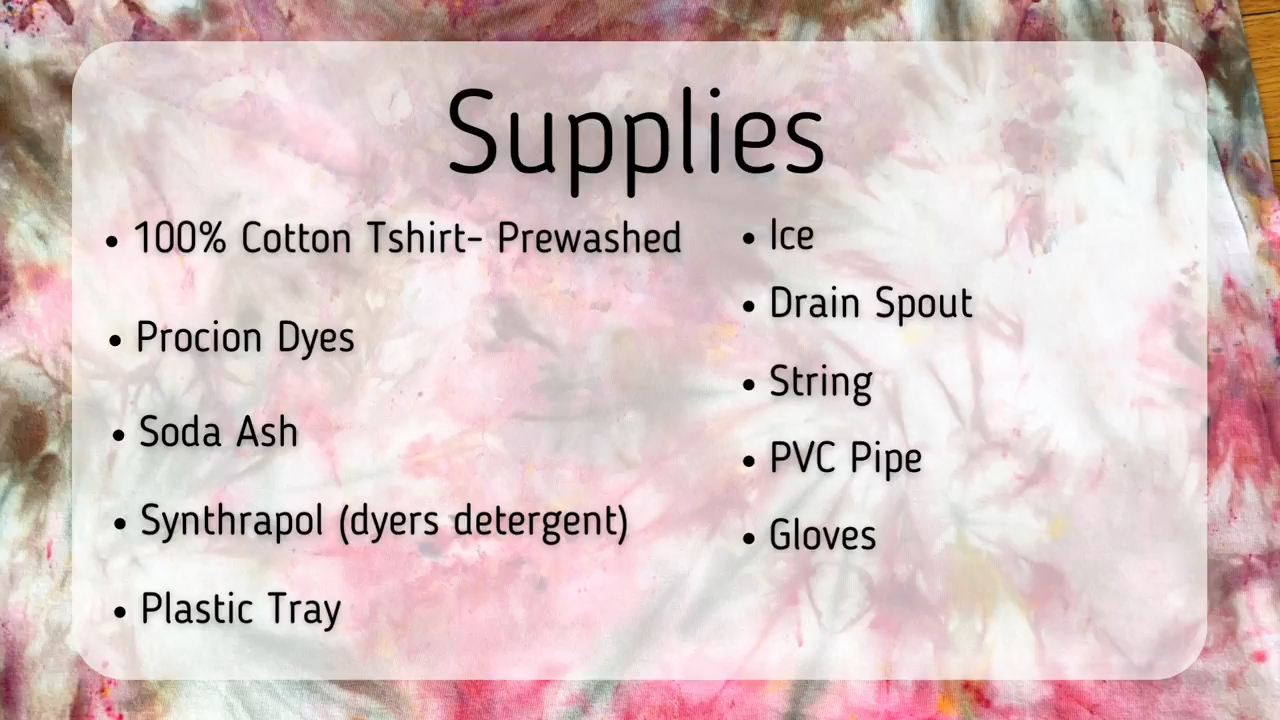 Supplies
• 100% Cotton Tshirt- Prewashed
• Procion Dyes
• Soda Ash
• Synthrapol (dyers detergent)
• Plastic Tray
• Ice
• Drain Spout
• String
• PVC Pipe
• Gloves